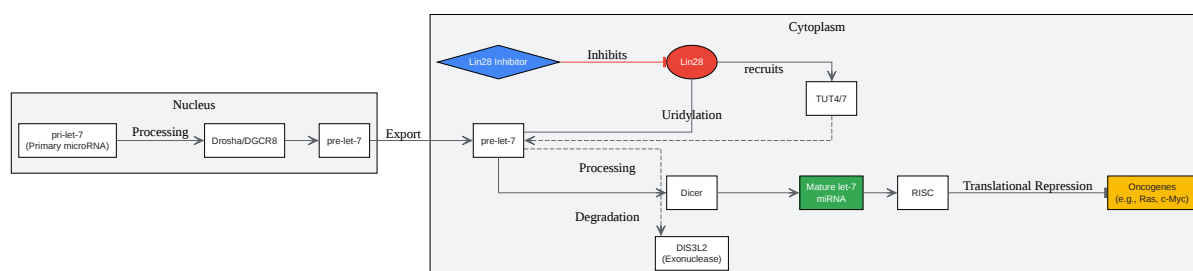 Cytoplasm
Lin28 Inhibitor
Inhibits
Lin28
recruits
TUT4/7
Nucleus
Uridylation
pri-let-7
(Primary microRNA)
Processing
Drosha/DGCR8
pre-let-7
Export
pre-let-7
Processing
Dicer
Mature let-7
miRNA
RISC
Translational Repression
Oncogenes
(e.g., Ras, c-Myc)
Degradation
DIS3L2
(Exonuclease)